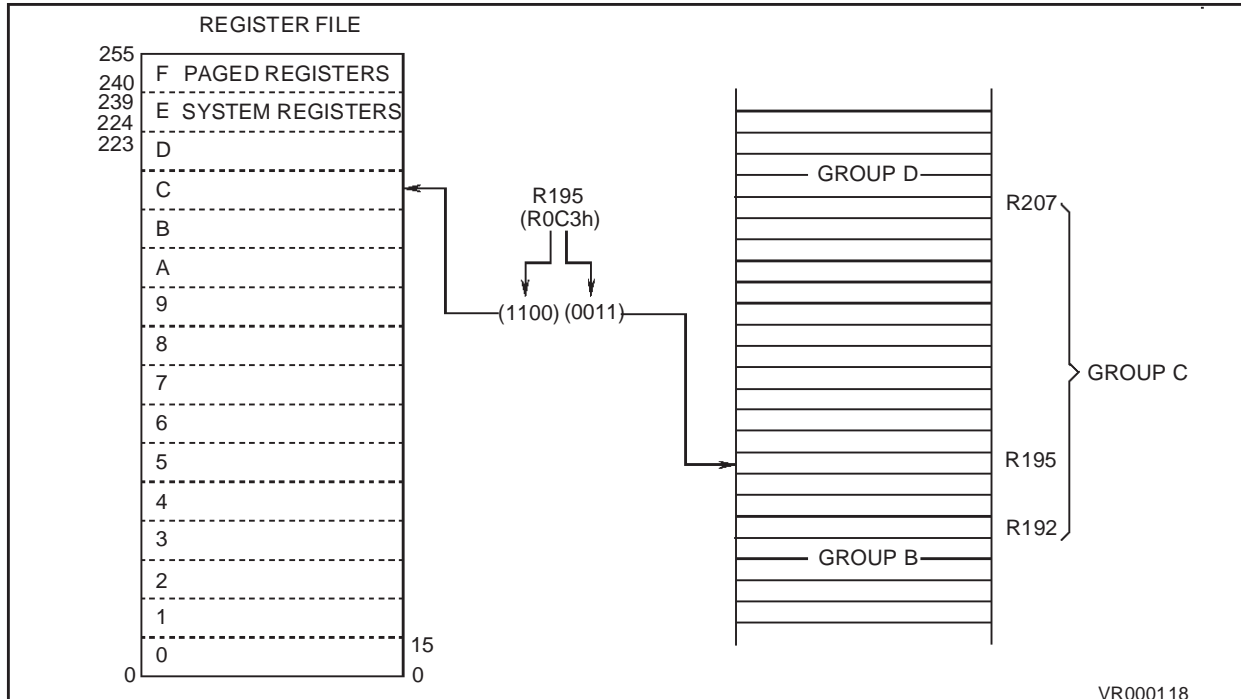 REGISTER FILE
255
240
239
224
223
F PAGED REGISTERS
E SYSTEM REGISTERS
D
C
B
A
9
8
7
6
5
4
3
2
1
0
15
0
0
R195
(R0C3h)
(1100) (0011)
GROUP D
R207
GROUP C
R195
R192
GROUP B
VR000118